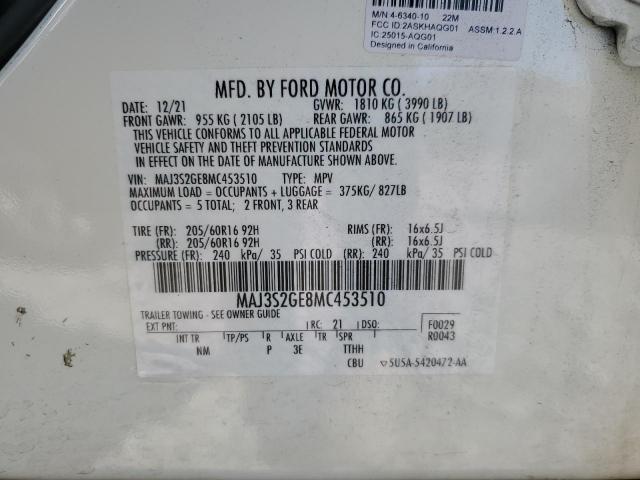 M/N 4-6340-10 22M
FCC ID:2ASKHAQG01 ASSM:1.2.2.A
IC:25015-AQG01
Designed in California
MFD. BY FORD MOTOR CO.
DATE: 12/21 GVWR: 1810 KG ( 3990 LB)
FRONT GAWR: 955 KG ( 2105 LB) REAR GAWR: 865 KG ( 1907 LB)
THIS VEHICLE CONFORMS TO ALL APPLICABLE FEDERAL MOTOR
VEHICLE SAFETY AND THEFT PREVENTION STANDARDS
IN EFFECT ON THE DATE OF MANUFACTURE SHOWN ABOVE.
VIN: MAJ3S2GE8MC453510 TYPE: MPV
MAXIMUM LOAD = OCCUPANTS + LUGGAGE = 375KG/ 827LB
OCCUPANTS = 5 TOTAL; 2 FRONT, 3 REAR
TIRE (FR): 205/60R16 92H RIMS (FR): 16x6.5J
(RR): 205/60R16 92H (RR): 16x6.5J
PRESSURE (FR): 240 kPa/ 35 PSI COLD (RR): 240 kPa/ 35 PSI COLD
MAJ3S2GE8MC453510
TRAILER TOWING - SEE OWNER GUIDE
EXT PNT: RC: 21 DSO: F0029
INT TR TP/PS R AXLE TR SPR R0043
NM P 3E TTHH
CBU ▽5U5A-5420472-AA